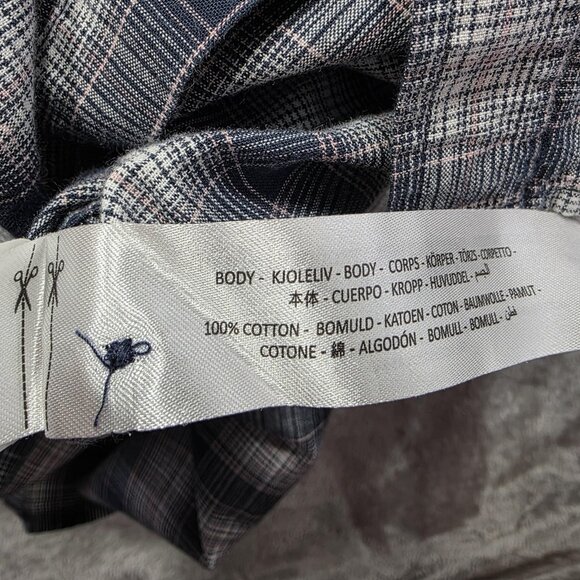 BODY - KJOLELIV - BODY - CORPS - KÖRPER - TÖRZS - CORPETTO -
本体 - CUERPO - KROPP - HUVUDDEL - الجسم
100% COTTON - BOMULD - KATOEN - COTON - BAUMWOLLE - PAMUT -
COTONE - 綿 - ALGODÓN - BOMULL - BOMULL - قطن